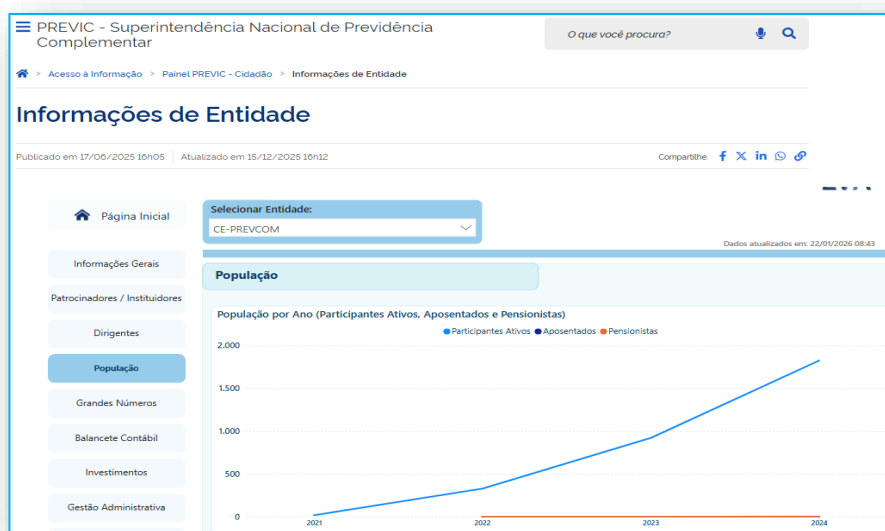 PREVIC - Superintendência Nacional de Previdência
Complementar
O que você procura?
Acesso à Informação > Painel PREVIC - Cidadão > Informações de Entidade
Informações de Entidade
Publicado em 17/06/2025 16h05 | Atualizado em 15/12/2025 16h12
Compartilhe:
Página Inicial
Selecionar Entidade:
CE-PREVCOM
Dados atualizados em: 22/01/2026 08:43
Informações Gerais
Patrocinadores / Instituidores
Dirigentes
População
Grandes Números
Balancete Contábil
Investimentos
Gestão Administrativa
População
População por Ano (Participantes Ativos, Aposentados e Pensionistas)
Participantes Ativos Aposentados Pensionistas
2.000
1.500
1.000
500
0
2021 2022 2023 2024